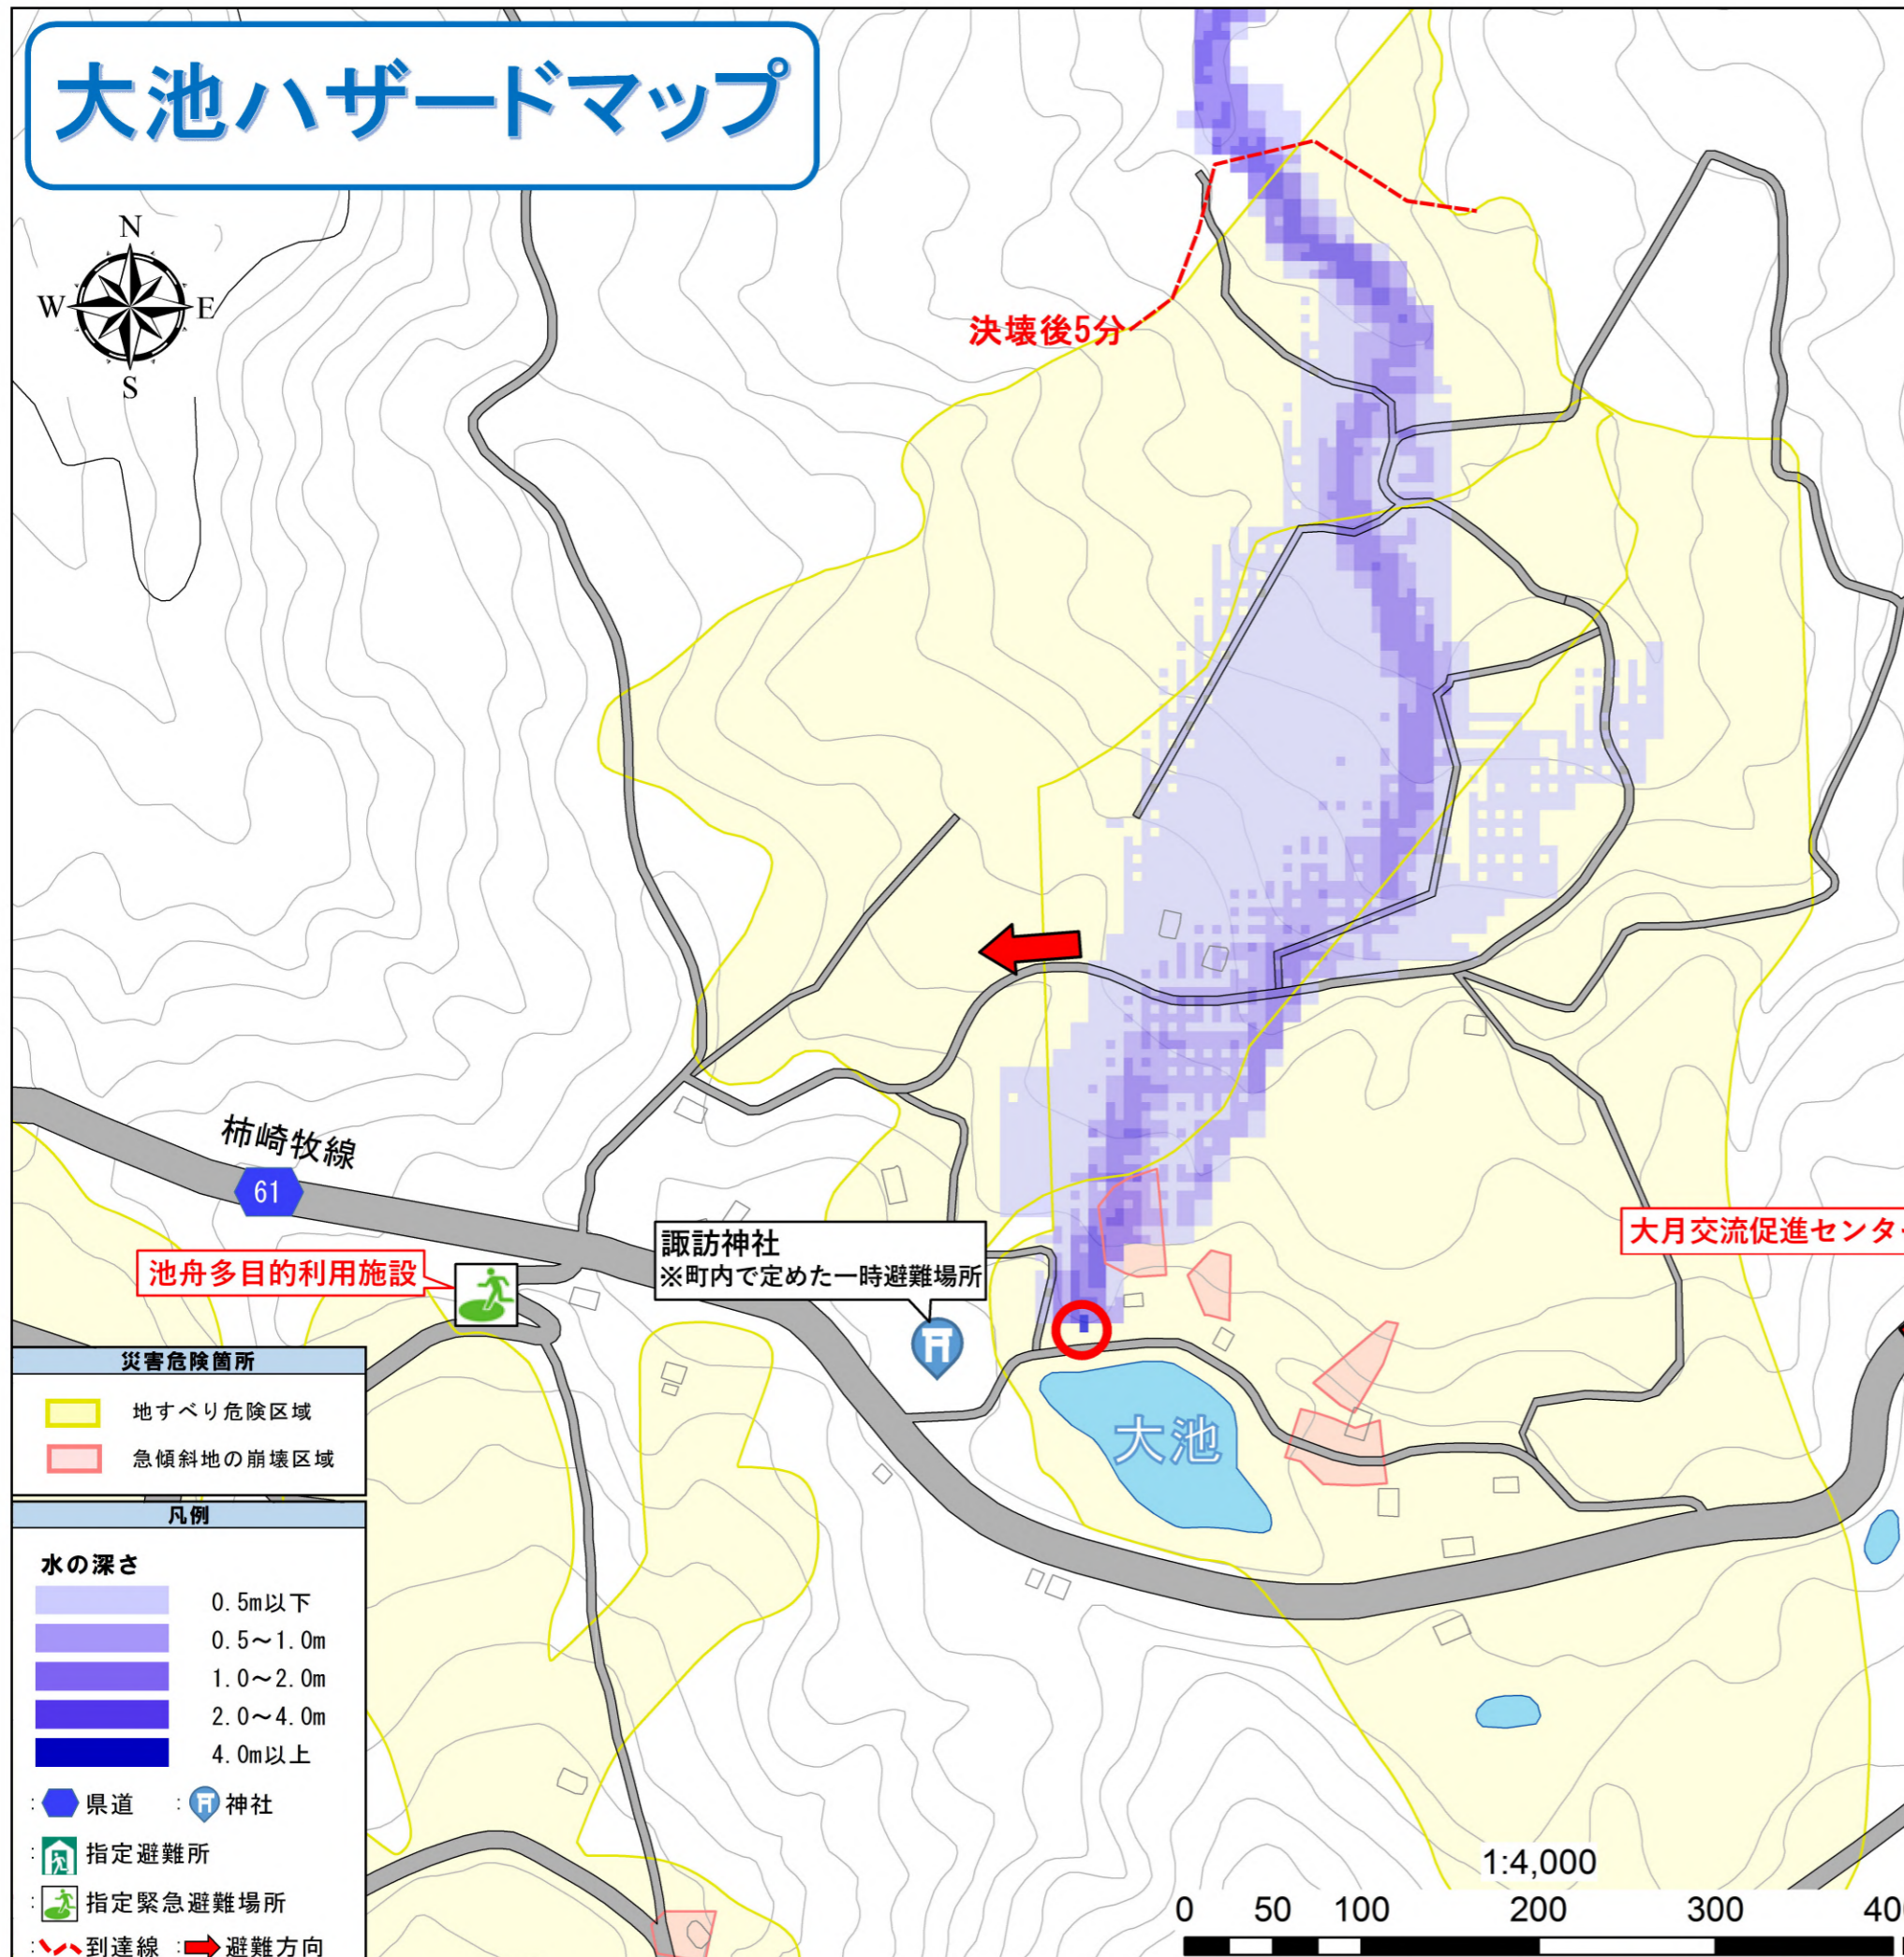 大池ハザードマップ
N
W
E
S
決壊後5分
柿崎牧線
61
池舟多目的利用施設
諏訪神社
※町内で定めた一時避難場所
大月交流促進センター
大池
災害危険箇所
地すべり危険区域
急傾斜地の崩壊区域
凡例
水の深さ
0.5m以下
0.5～1.0m
1.0～2.0m
2.0～4.0m
4.0m以上
:県道 :神社
:指定避難所
:指定緊急避難場所
:到達線 :避難方向
1:4,000
0 50 100 200 300 40